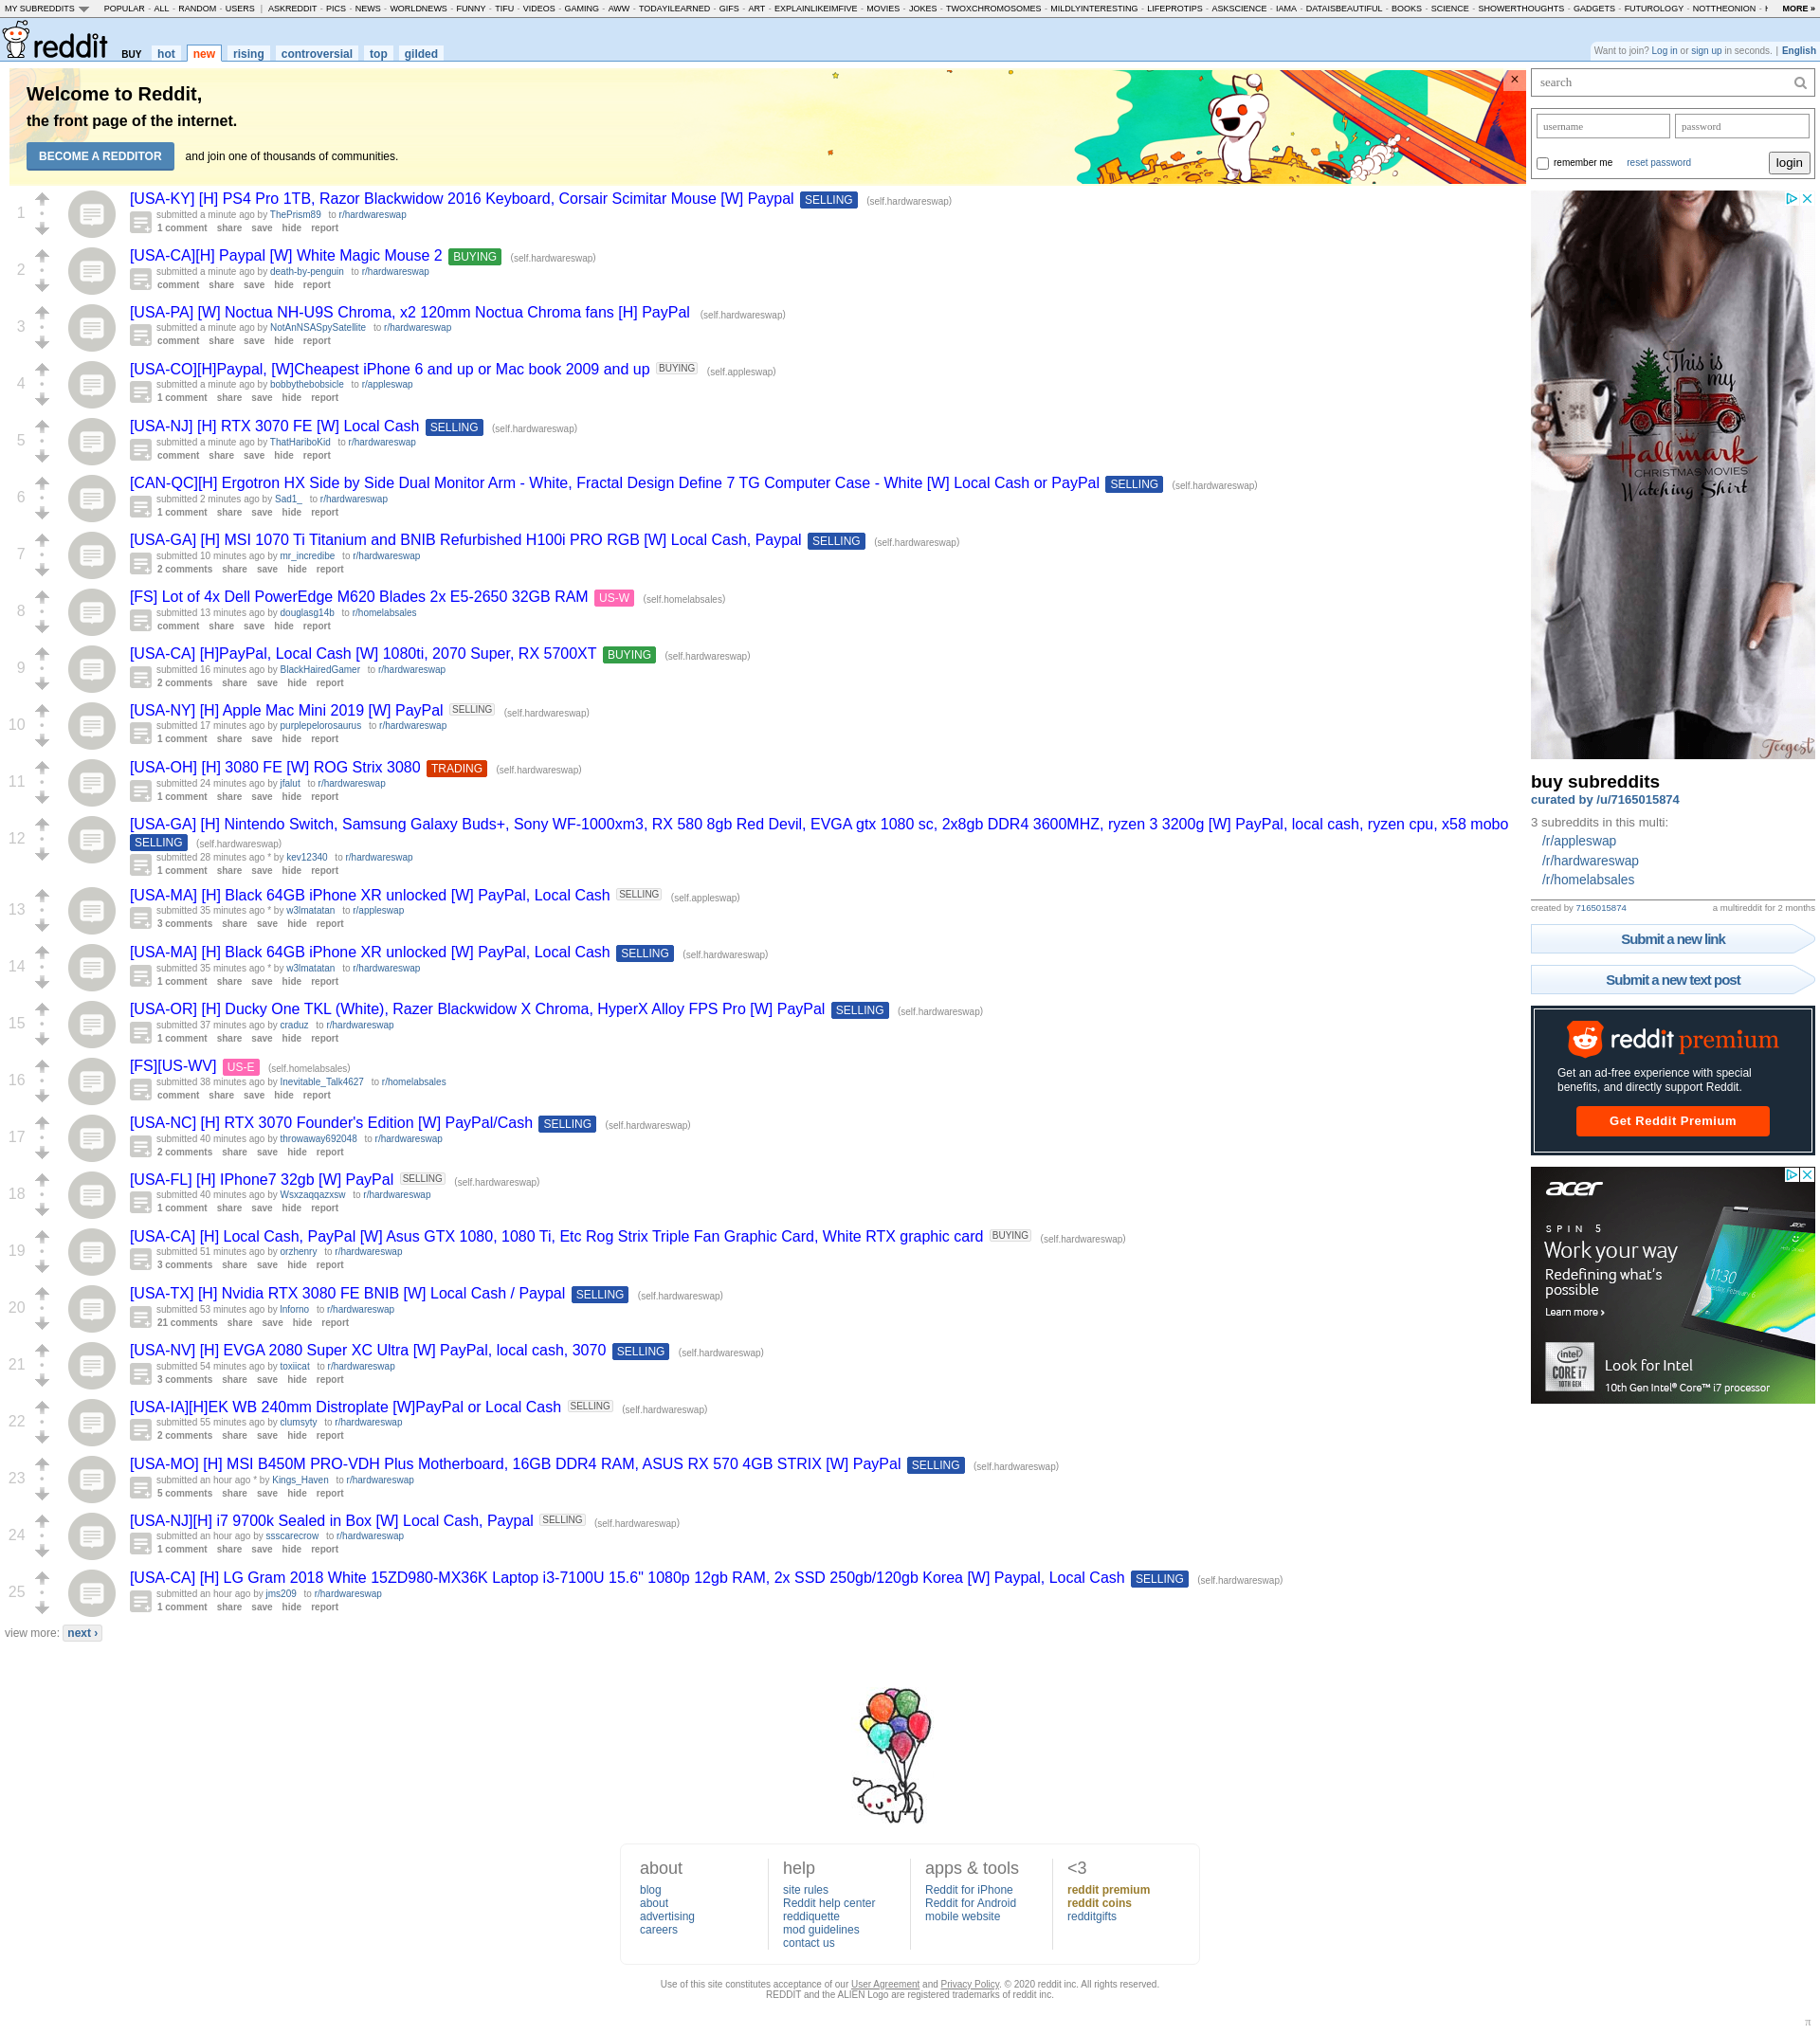 MY SUBREDDITS POPULAR - ALL - RANDOM - USERS | ASKREDDIT - PICS - NEWS - WORLDNEWS - FUNNY - TIFU - VIDEOS - GAMING - AWW - TODAYILEARNED - GIFS - ART - EXPLAINLIKEIMFIVE - MOVIES - JOKES - TWOXCHROMOSOMES - MILDLYINTERESTING - LIFEPROTIPS - ASKSCIENCE - IAMA - DATAISBEAUTIFUL - BOOKS - SCIENCE - SHOWERTHOUGHTS - GADGETS - FUTUROLOGY - NOTTHEONION - MORE »
reddit BUY hot new rising controversial top gilded
Want to join? Log in or sign up in seconds. | English
Welcome to Reddit,
the front page of the internet.
BECOME A REDDITOR and join one of thousands of communities.
×
1
[USA-KY] [H] PS4 Pro 1TB, Razor Blackwidow 2016 Keyboard, Corsair Scimitar Mouse [W] Paypal SELLING (self.hardwareswap)
submitted a minute ago by ThePrism89 to r/hardwareswap
1 comment share save hide report
2
[USA-CA][H] Paypal [W] White Magic Mouse 2 BUYING (self.hardwareswap)
submitted a minute ago by death-by-penguin to r/hardwareswap
comment share save hide report
3
[USA-PA] [W] Noctua NH-U9S Chroma, x2 120mm Noctua Chroma fans [H] PayPal (self.hardwareswap)
submitted a minute ago by NotAnNSASpySatellite to r/hardwareswap
comment share save hide report
4
[USA-CO][H]Paypal, [W]Cheapest iPhone 6 and up or Mac book 2009 and up BUYING (self.appleswap)
submitted a minute ago by bobbythebobsicle to r/appleswap
1 comment share save hide report
5
[USA-NJ] [H] RTX 3070 FE [W] Local Cash SELLING (self.hardwareswap)
submitted a minute ago by ThatHariboKid to r/hardwareswap
comment share save hide report
6
[CAN-QC][H] Ergotron HX Side by Side Dual Monitor Arm - White, Fractal Design Define 7 TG Computer Case - White [W] Local Cash or PayPal SELLING (self.hardwareswap)
submitted 2 minutes ago by Sad1_ to r/hardwareswap
1 comment share save hide report
7
[USA-GA] [H] MSI 1070 Ti Titanium and BNIB Refurbished H100i PRO RGB [W] Local Cash, Paypal SELLING (self.hardwareswap)
submitted 10 minutes ago by mr_incredibe to r/hardwareswap
2 comments share save hide report
8
[FS] Lot of 4x Dell PowerEdge M620 Blades 2x E5-2650 32GB RAM US-W (self.homelabsales)
submitted 13 minutes ago by douglasg14b to r/homelabsales
comment share save hide report
9
[USA-CA] [H]PayPal, Local Cash [W] 1080ti, 2070 Super, RX 5700XT BUYING (self.hardwareswap)
submitted 16 minutes ago by BlackHairedGamer to r/hardwareswap
2 comments share save hide report
10
[USA-NY] [H] Apple Mac Mini 2019 [W] PayPal SELLING (self.hardwareswap)
submitted 17 minutes ago by purplepelorosaurus to r/hardwareswap
1 comment share save hide report
11
[USA-OH] [H] 3080 FE [W] ROG Strix 3080 TRADING (self.hardwareswap)
submitted 24 minutes ago by jfalut to r/hardwareswap
1 comment share save hide report
12
[USA-GA] [H] Nintendo Switch, Samsung Galaxy Buds+, Sony WF-1000xm3, RX 580 8gb Red Devil, EVGA gtx 1080 sc, 2x8gb DDR4 3600MHZ, ryzen 3 3200g [W] PayPal, local cash, ryzen cpu, x58 mobo
SELLING (self.hardwareswap)
submitted 28 minutes ago * by kev12340 to r/hardwareswap
1 comment share save hide report
13
[USA-MA] [H] Black 64GB iPhone XR unlocked [W] PayPal, Local Cash SELLING (self.appleswap)
submitted 35 minutes ago * by w3lmatatan to r/appleswap
3 comments share save hide report
14
[USA-MA] [H] Black 64GB iPhone XR unlocked [W] PayPal, Local Cash SELLING (self.hardwareswap)
submitted 35 minutes ago * by w3lmatatan to r/hardwareswap
1 comment share save hide report
15
[USA-OR] [H] Ducky One TKL (White), Razer Blackwidow X Chroma, HyperX Alloy FPS Pro [W] PayPal SELLING (self.hardwareswap)
submitted 37 minutes ago by craduz to r/hardwareswap
1 comment share save hide report
16
[FS][US-WV] US-E (self.homelabsales)
submitted 38 minutes ago by Inevitable_Talk4627 to r/homelabsales
comment share save hide report
17
[USA-NC] [H] RTX 3070 Founder's Edition [W] PayPal/Cash SELLING (self.hardwareswap)
submitted 40 minutes ago by throwaway692048 to r/hardwareswap
2 comments share save hide report
18
[USA-FL] [H] IPhone7 32gb [W] PayPal SELLING (self.hardwareswap)
submitted 40 minutes ago by Wsxzaqqazxsw to r/hardwareswap
1 comment share save hide report
19
[USA-CA] [H] Local Cash, PayPal [W] Asus GTX 1080, 1080 Ti, Etc Rog Strix Triple Fan Graphic Card, White RTX graphic card BUYING (self.hardwareswap)
submitted 51 minutes ago by orzhenry to r/hardwareswap
3 comments share save hide report
20
[USA-TX] [H] Nvidia RTX 3080 FE BNIB [W] Local Cash / Paypal SELLING (self.hardwareswap)
submitted 53 minutes ago by Inforno to r/hardwareswap
21 comments share save hide report
21
[USA-NV] [H] EVGA 2080 Super XC Ultra [W] PayPal, local cash, 3070 SELLING (self.hardwareswap)
submitted 54 minutes ago by toxiicat to r/hardwareswap
3 comments share save hide report
22
[USA-IA][H]EK WB 240mm Distroplate [W]PayPal or Local Cash SELLING (self.hardwareswap)
submitted 55 minutes ago by clumsyty to r/hardwareswap
2 comments share save hide report
23
[USA-MO] [H] MSI B450M PRO-VDH Plus Motherboard, 16GB DDR4 RAM, ASUS RX 570 4GB STRIX [W] PayPal SELLING (self.hardwareswap)
submitted an hour ago * by Kings_Haven to r/hardwareswap
5 comments share save hide report
24
[USA-NJ][H] i7 9700k Sealed in Box [W] Local Cash, Paypal SELLING (self.hardwareswap)
submitted an hour ago by ssscarecrow to r/hardwareswap
1 comment share save hide report
25
[USA-CA] [H] LG Gram 2018 White 15ZD980-MX36K Laptop i3-7100U 15.6" 1080p 12gb RAM, 2x SSD 250gb/120gb Korea [W] Paypal, Local Cash SELLING (self.hardwareswap)
submitted an hour ago by jms209 to r/hardwareswap
1 comment share save hide report
view more: next ›
search
username password
remember me reset password login
This is
my
Hallmark
CHRISTMAS MOVIES
Watching Shirt
Teegest
buy subreddits
curated by /u/7165015874
3 subreddits in this multi:
/r/appleswap
/r/hardwareswap
/r/homelabsales
created by 7165015874 a multireddit for 2 months
Submit a new link
Submit a new text post
reddit premium
Get an ad-free experience with special
benefits, and directly support Reddit.
Get Reddit Premium
acer
SPIN 5
Work your way
Redefining what's
possible
Learn more ›
acer
11:30
intel
CORE i7
10TH GEN
Look for Intel
10th Gen Intel® Core™ i7 processor
about
blog
about
advertising
careers
help
site rules
Reddit help center
reddiquette
mod guidelines
contact us
apps & tools
Reddit for iPhone
Reddit for Android
mobile website
<3
reddit premium
reddit coins
redditgifts
Use of this site constitutes acceptance of our User Agreement and Privacy Policy. © 2020 reddit inc. All rights reserved.
REDDIT and the ALIEN Logo are registered trademarks of reddit inc.
π